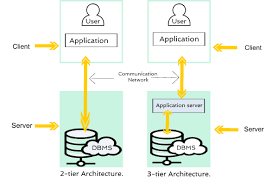 User
User
Application
Application
Client
Client
Communication
Network
Application server
Server
Server
DBMS
DBMS
2-tier Architecture.
3-tier Architecture.